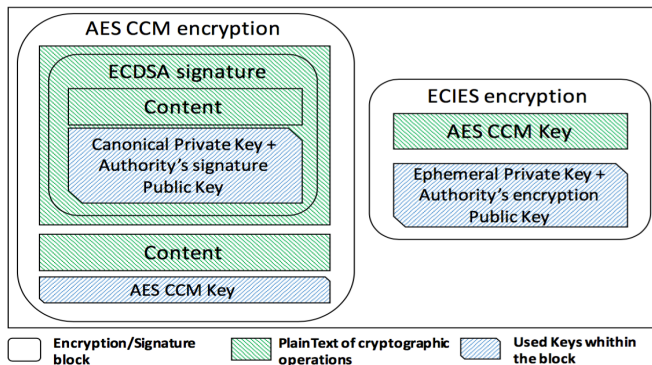 AES CCM encryption
ECDSA signature
Content
Canonical Private Key +
Authority's signature
Public Key
Content
AES CCM Key
ECIES encryption
AES CCM Key
Ephemeral Private Key +
Authority's encryption
Public Key
Encryption/Signature
block
PlainText of cryptographic
operations
Used Keys whithin
the block